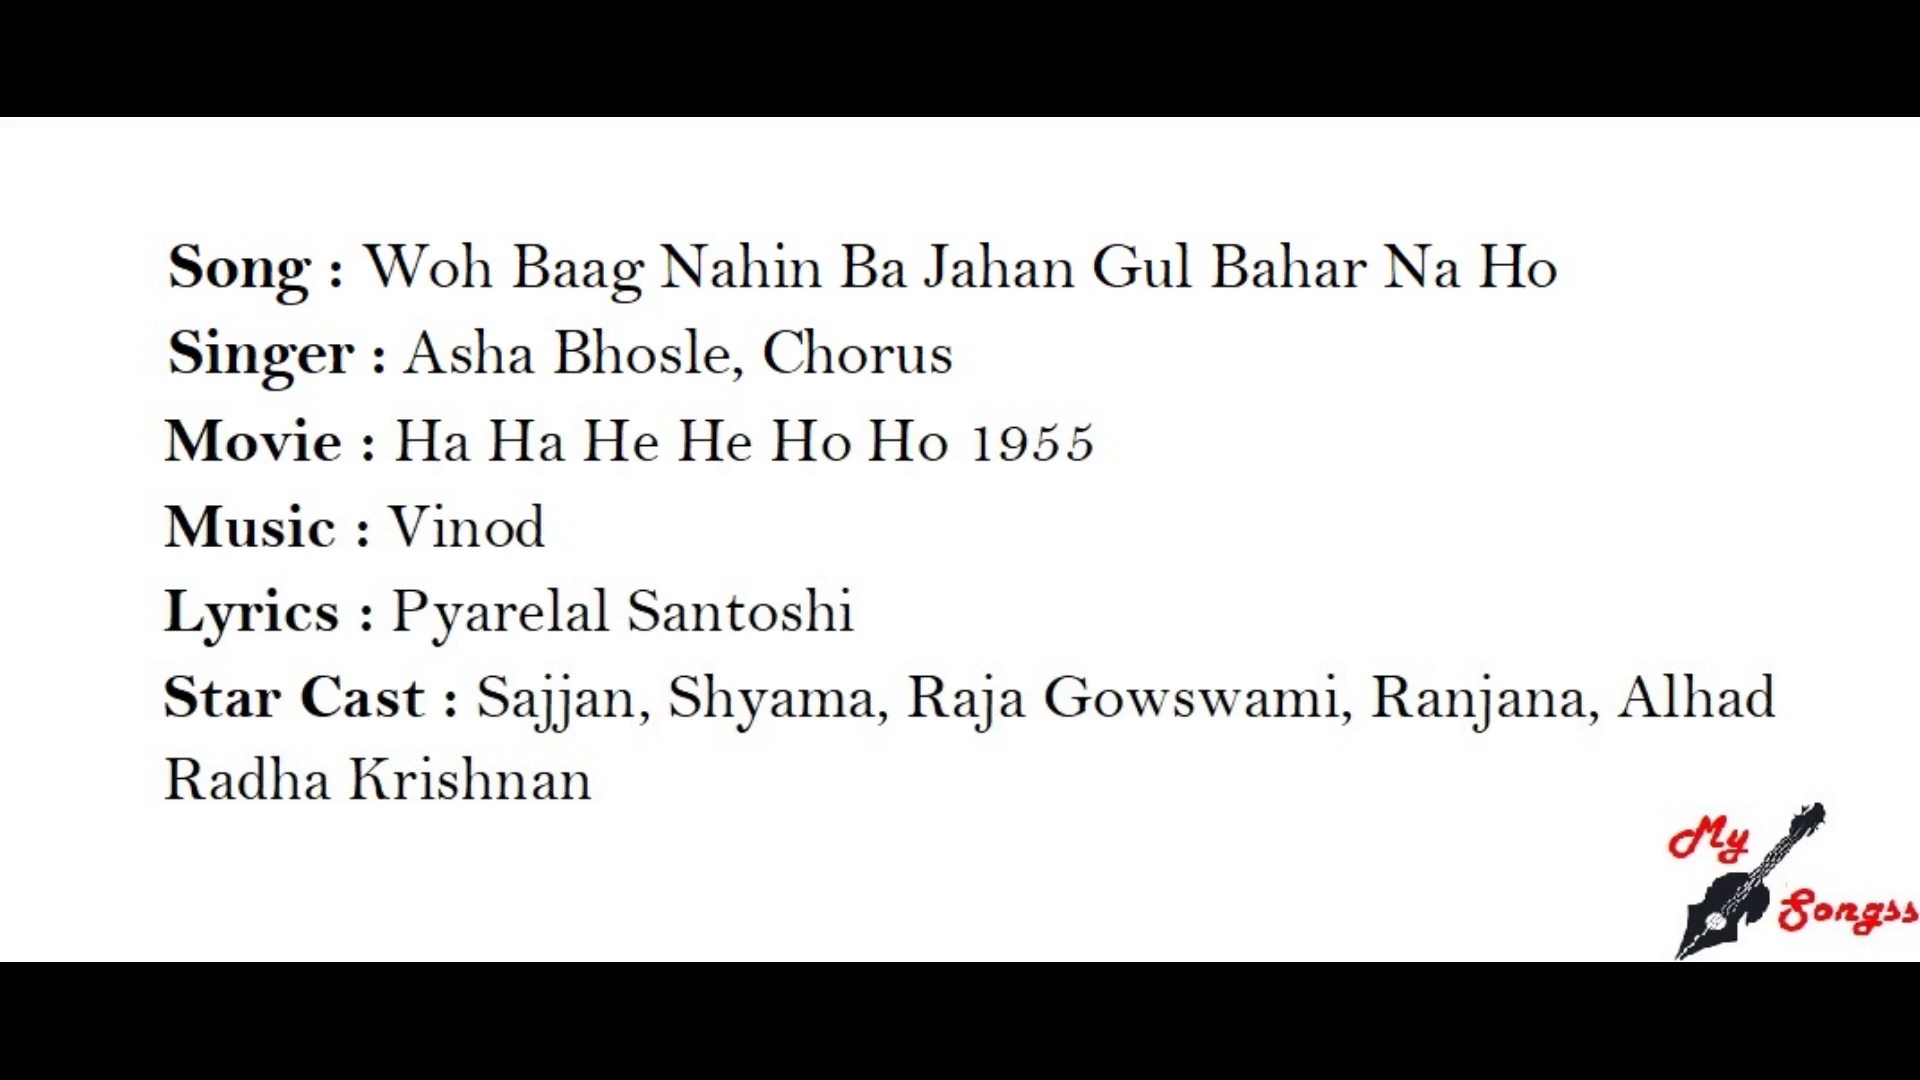 Song : Woh Baag Nahin Ba Jahan Gul Bahar Na Ho
Singer : Asha Bhosle, Chorus
Movie : Ha Ha He He Ho Ho 1955
Music : Vinod
Lyrics : Pyarelal Santoshi
Star Cast : Sajjan, Shyama, Raja Gowswami, Ranjana, Alhad
Radha Krishnan
My
Songss